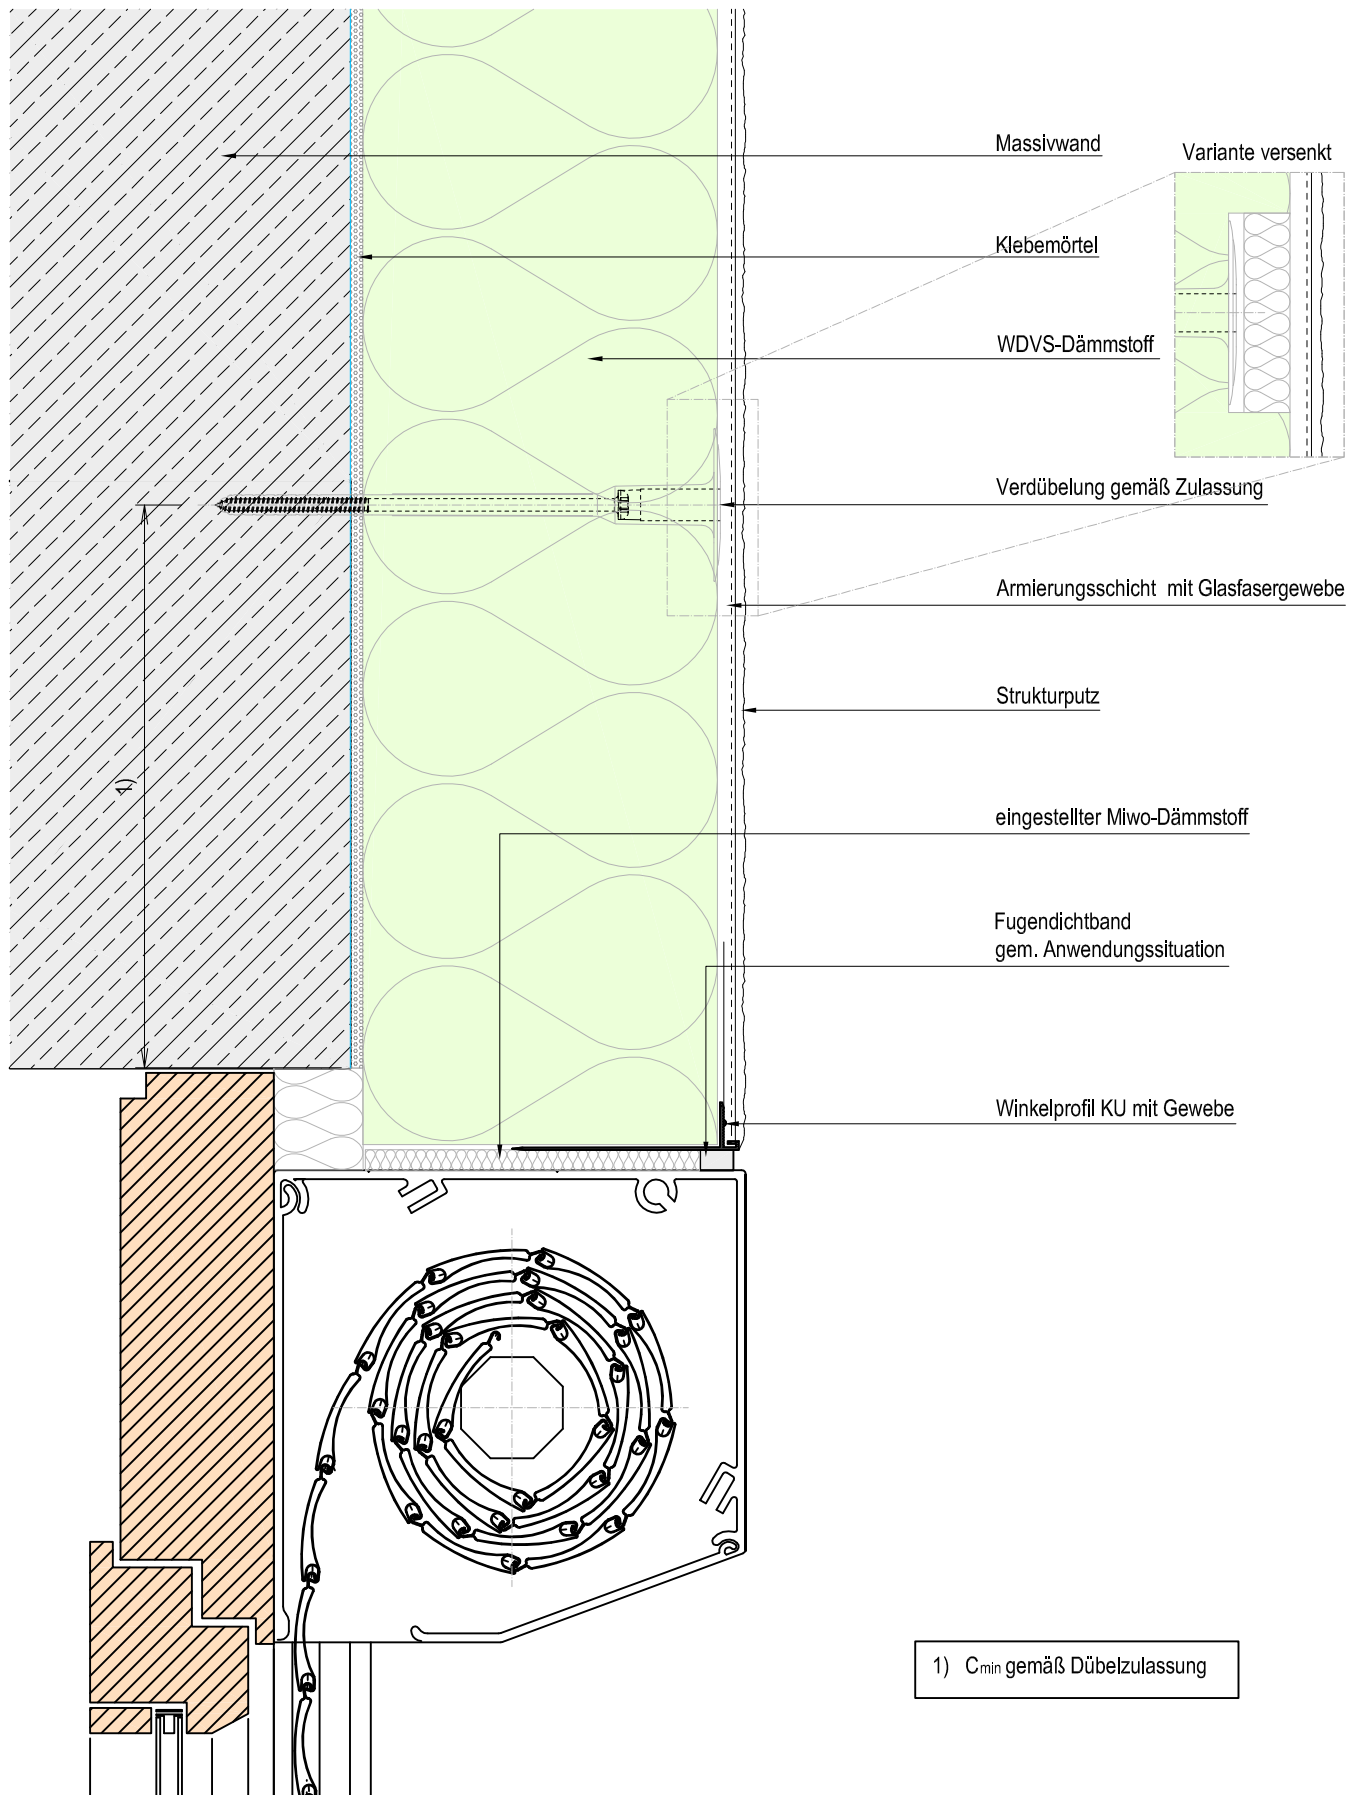 Massivwand
Variante versenkt
Klebemörtel
WDVS-Dämmstoff
Verdübelung gemäß Zulassung
Armierungsschicht mit Glasfasergewebe
Strukturputz
1)
eingestellter Miwo-Dämmstoff
Fugendichtband
gem. Anwendungssituation
Winkelprofil KU mit Gewebe
1) Cmin gemäß Dübelzulassung